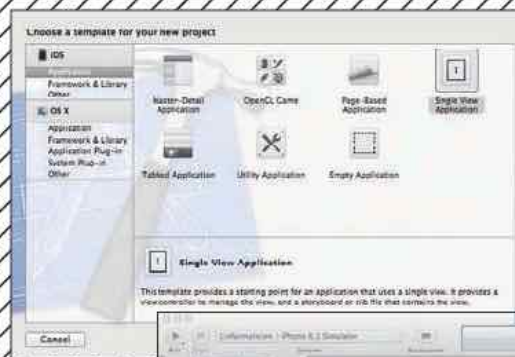 Choose a template for your new project
iOS
Application
Framework & Library
Other
OS X
Application
Framework & Library
Application Plug-in
System Plug-in
Other
Master-Detail
Application
OpenGL Game
Page-Based
Application
1
Single View
Application
Tabbed Application
Utility Application
Empty Application
1
Single View Application
This template provides a starting point for an application that uses a single view. It provides a
view controller to manage the view, and a storyboard or nib file that contains the view.
Cancel
iPhone 6.1 Simulator